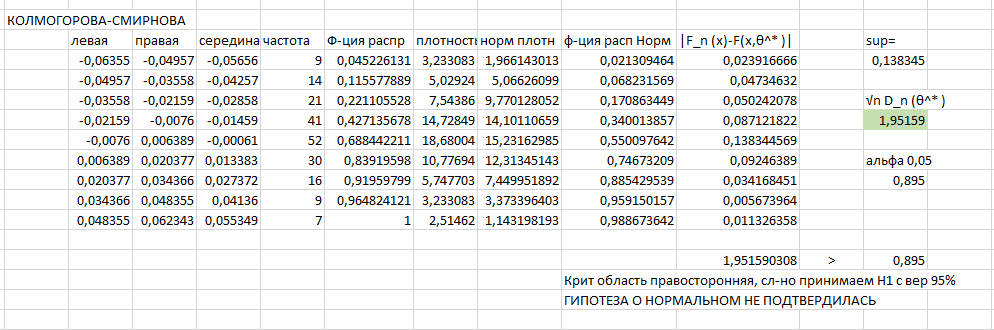 КОЛМОГОРОВА-СМИРНОВА
левая правая середина частота Ф-ция распр плотность норм плотн ф-ция расп Норм |F_n (x)-F(x,θ^* )| sup=
-0,06355 -0,04957 -0,05656 9 0,045226131 3,233083 1,966143013 0,021309464 0,023916666 0,138345
-0,04957 -0,03558 -0,04257 14 0,115577889 5,02924 5,06626099 0,068231569 0,04734632
-0,03558 -0,02159 -0,02858 21 0,221105528 7,54386 9,770128052 0,170863449 0,050242078 √n D_n (θ^* )
-0,02159 -0,0076 -0,01459 41 0,427135678 14,72849 14,10110659 0,340013857 0,087121822 1,95159
-0,0076 0,006389 -0,00061 52 0,688442211 18,68004 15,23162985 0,550097642 0,138344569
0,006389 0,020377 0,013383 30 0,83919598 10,77694 12,31345143 0,74673209 0,09246389 альфа 0,05
0,020377 0,034366 0,027372 16 0,91959799 5,747703 7,449951892 0,885429539 0,034168451 0,895
0,034366 0,048355 0,04136 9 0,964824121 3,233083 3,373396403 0,959150157 0,005673964
0,048355 0,062343 0,055349 7 1 2,51462 1,143198193 0,988673642 0,011326358
1,951590308 > 0,895
Крит область правосторонняя, сл-но принимаем H1 с вер 95%
ГИПОТЕЗА О НОРМАЛЬНОМ НЕ ПОДТВЕРДИЛАСЬ